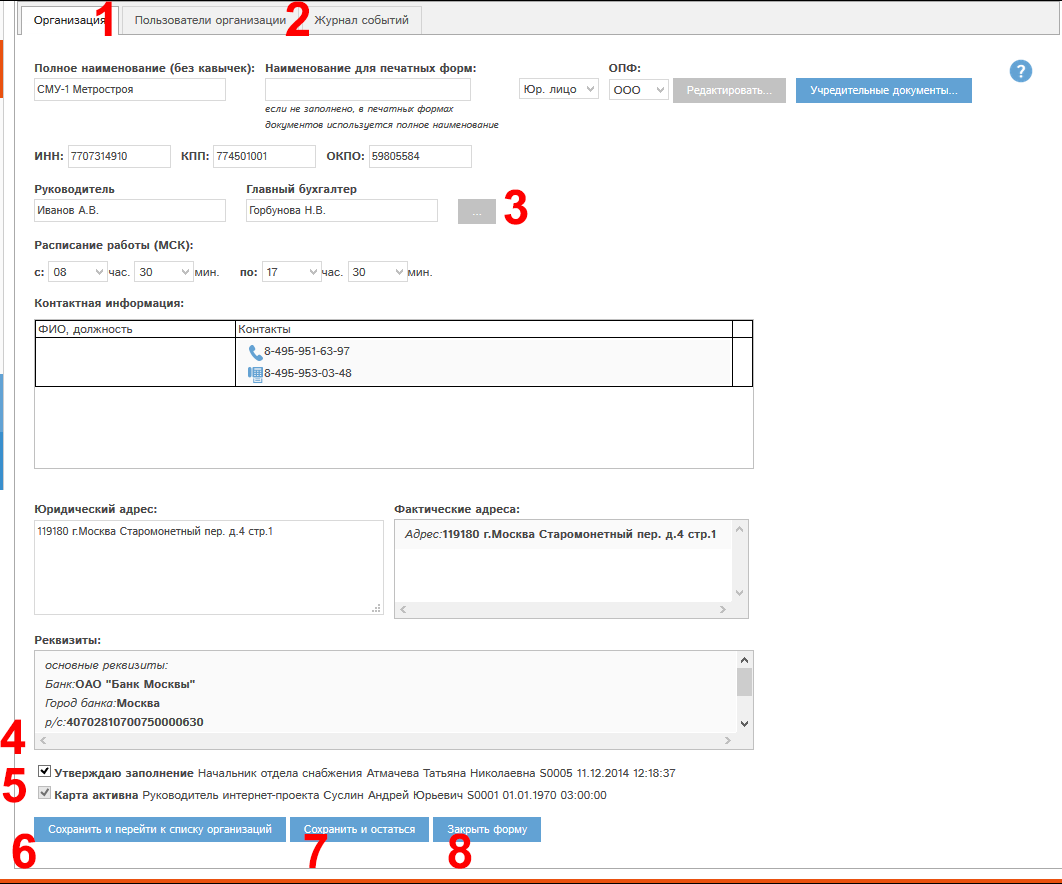 Организация 1 Пользователи организации 2 Журнал событий
Полное наименование (без кавычек): Наименование для печатных форм: ОПФ: ?
СМУ-1 Метростроя Юр. лицо ООО Редактировать... Учредительные документы...
если не заполнено, в печатных формах
документов используется полное наименование
ИНН: 7707314910 КПП: 774501001 ОКПО: 59805584
Руководитель Главный бухгалтер
Иванов А.В. Горбунова Н.В. ... 3
Расписание работы (МСК):
с: 08 час. 30 мин. по: 17 час. 30 мин.
Контактная информация:
ФИО, должность Контакты
8-495-951-63-97
8-495-953-03-48
Юридический адрес: Фактические адреса:
119180 г.Москва Старомонетный пер. д.4 стр.1 Адрес:119180 г.Москва Старомонетный пер. д.4 стр.1
Реквизиты:
основные реквизиты:
Банк:ОАО "Банк Москвы"
Город банка:Москва
р/с:40702810700750000630
4
Утверждаю заполнение Начальник отдела снабжения Атмачева Татьяна Николаевна S0005 11.12.2014 12:18:37
5 Карта активна Руководитель интернет-проекта Суслин Андрей Юрьевич S0001 01.01.1970 03:00:00
Сохранить и перейти к списку организаций Сохранить и остаться Закрыть форму
6 7 8